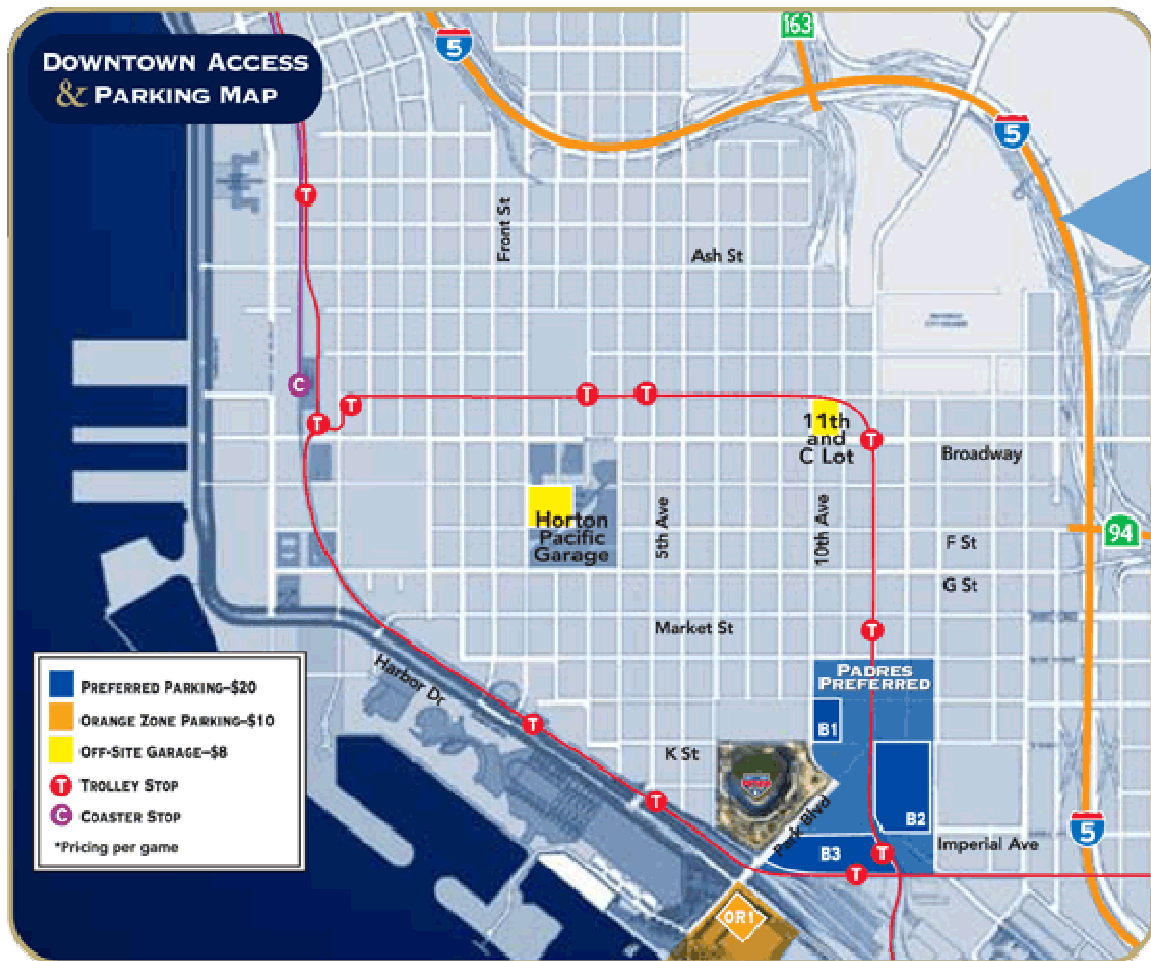 DOWNTOWN ACCESS
& PARKING MAP
5
163
5
T
Front St
Ash St
C
T
T
T
T
11th
and
C Lot
T
Broadway
Horton
Pacific
Garage
5th Ave
10th Ave
F St
94
G St
T
Market St
Harbor Dr
PADRES
PREFERRED
B1
T
K St
T
B2
Park Blvd
5
Imperial Ave
B3
T
T
OR1
PREFERRED PARKING–$20
ORANGE ZONE PARKING–$10
OFF-SITE GARAGE–$8
T TROLLEY STOP
C COASTER STOP
*Pricing per game